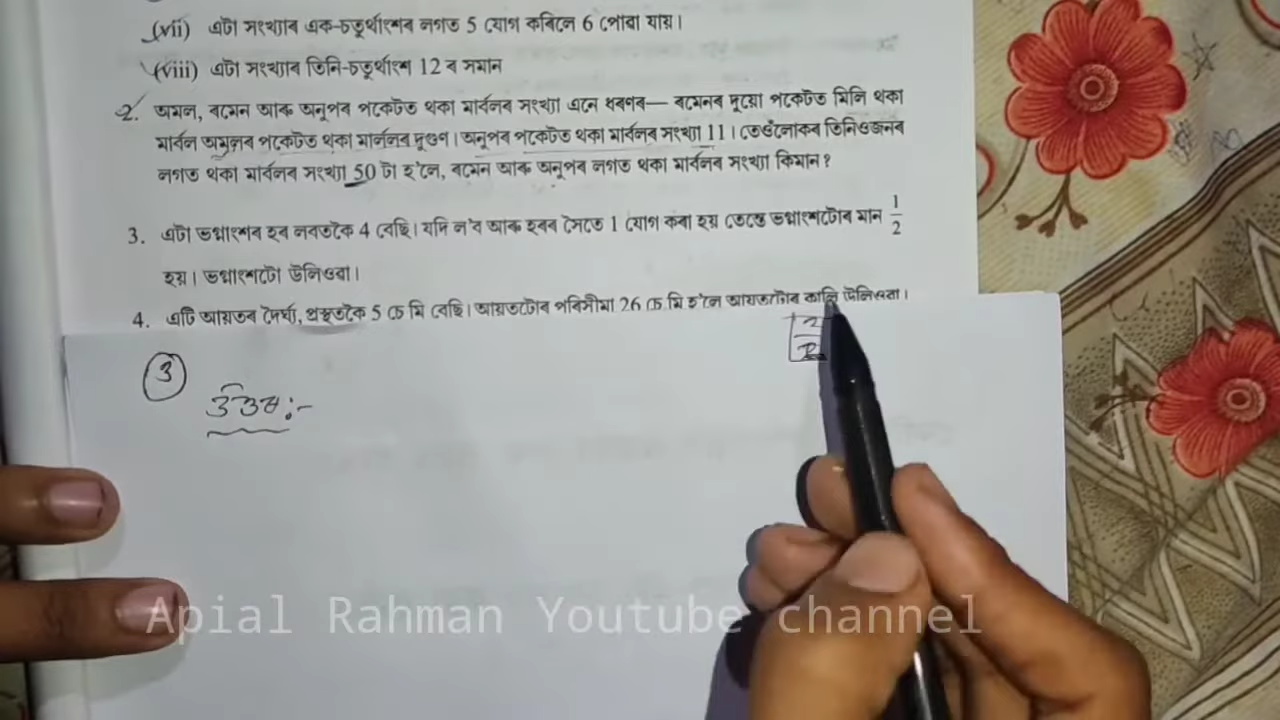 (vii) এটা সংখ্যাৰ এক-চতুৰ্থাংশৰ লগত 5 যোগ কৰিলে 6 পোৱা যায়।
(viii) এটা সংখ্যাৰ তিনি-চতুৰ্থাংশ 12 ৰ সমান
2. অমল, ৰমেন আৰু অনুপৰ পকেটত থকা মাৰ্বলৰ সংখ্যা এনে ধৰণৰ— ৰমেনৰ দুয়ো পকেটত মিলি থকা
মাৰ্বল অমলৰ পকেটত থকা মাৰ্বলৰ দুগুণ। অনুপৰ পকেটত থকা মাৰ্বলৰ সংখ্যা 11। তেওঁলোকৰ তিনিওজনৰ
লগত থকা মাৰ্বলৰ সংখ্যা 50 টা হ’লে, ৰমেন আৰু অনুপৰ লগত থকা মাৰ্বলৰ সংখ্যা কিমান?
3. এটা ভগ্নাংশৰ হৰ লবতকৈ 4 বেছি। যদি ল’ৱ আৰু হৰৰ সৈতে 1 যোগ কৰা হয় তেন্তে ভগ্নাংশটোৰ মান 1/2
হয়। ভগ্নাংশটো উলিওৱা।
4. এটি আয়তৰ দৈৰ্ঘ্য, প্ৰস্থতকৈ 5 চে মি বেছি। আয়তটোৰ পৰিসীমা 26 চে মি হ’লে আয়তটোৰ কালি উলিওৱা।
3
উত্তৰ:-
Apial Rahman Youtube channel